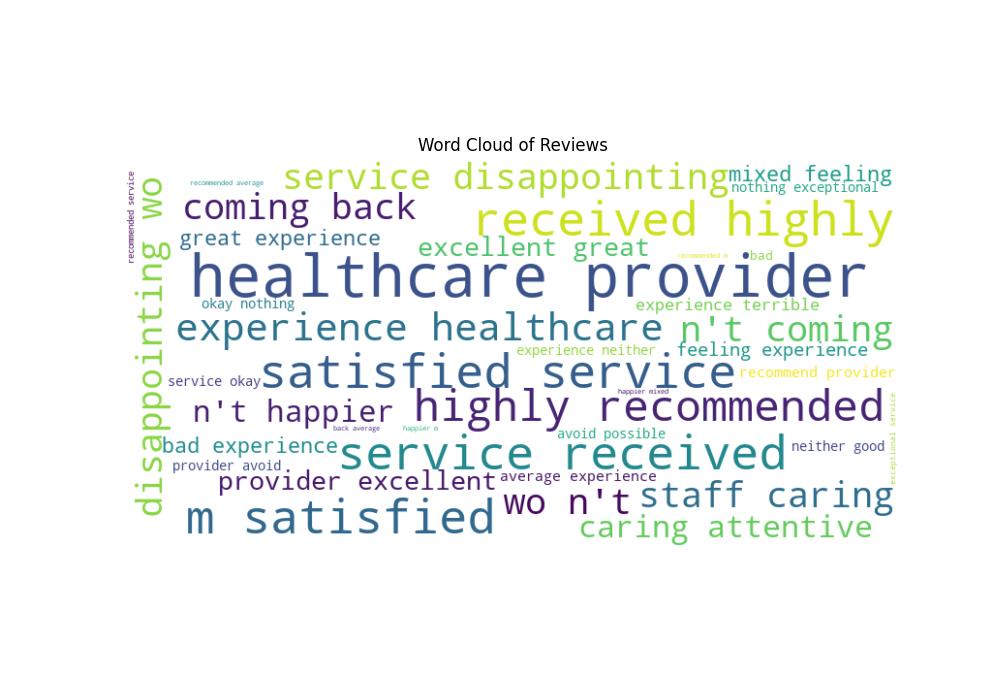 Word Cloud of Reviews
recommended service
disappointing wo
recommended average
service disappointing
mixed feeling
nothing exceptional
coming back
received highly
great experience
excellent great
recommended m
bad
healthcare provider
okay nothing
experience terrible
experience healthcare
n't coming
experience neither
feeling experience
service okay
satisfied service
recommend provider
happier mixed
n't happier
highly recommended
back average
happier m
avoid possible
bad experience
service received
neither good
provider avoid
provider excellent
average experience
exceptional service
m satisfied
wo n't
staff caring
caring attentive